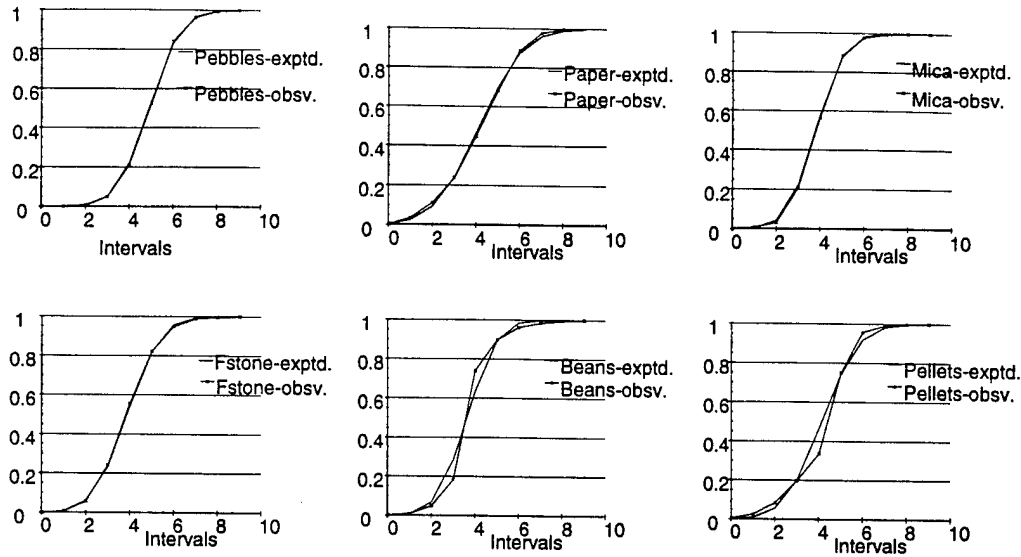 1
0.8
0.6
0.4
0.2
0
Pebbles-exptd.
Pebbles-obsv.
0 2 4 6 8 10
Intervals
1
0.8
0.6
0.4
0.2
0
Paper-exptd.
Paper-obsv.
0 2 4 6 8 10
Intervals
1
0.8
0.6
0.4
0.2
0
Mica-exptd.
Mica-obsv.
0 2 4 6 8 10
Intervals
1
0.8
0.6
0.4
0.2
0
Fstone-exptd.
Fstone-obsv.
0 2 4 6 8 10
Intervals
1
0.8
0.6
0.4
0.2
0
Beans-exptd.
Beans-obsv.
0 2 4 6 8 10
Intervals
1
0.8
0.6
0.4
0.2
0
Pellets-exptd.
Pellets-obsv.
0 2 4 6 8 10
Intervals